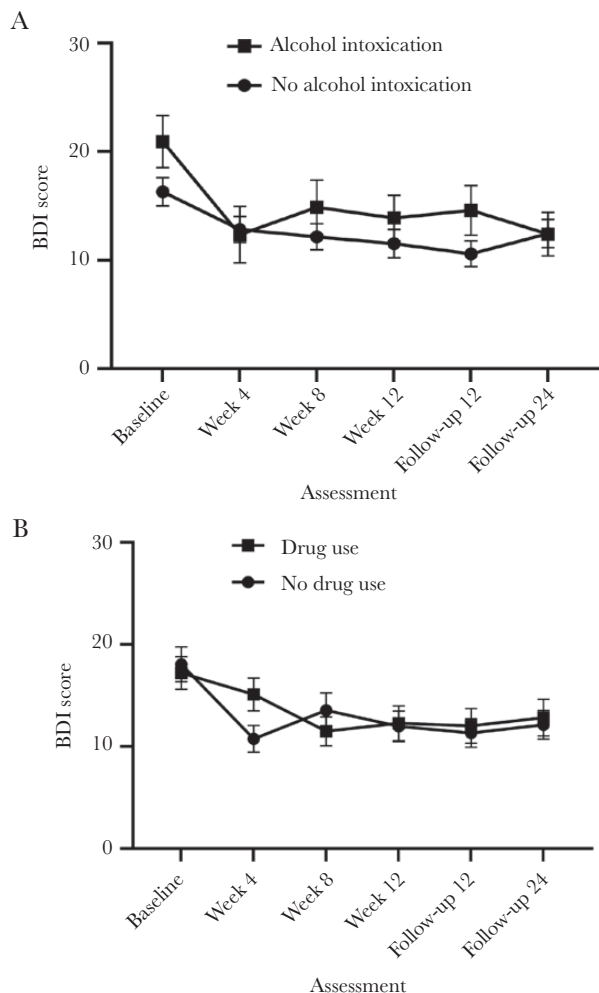 A
30
20
10
0
BDI score
Alcohol intoxication
No alcohol intoxication
Baseline
Week 4
Week 8
Week 12
Follow-up 12
Follow-up 24
Assessment
B
30
20
10
0
BDI score
Drug use
No drug use
Baseline
Week 4
Week 8
Week 12
Follow-up 12
Follow-up 24
Assessment